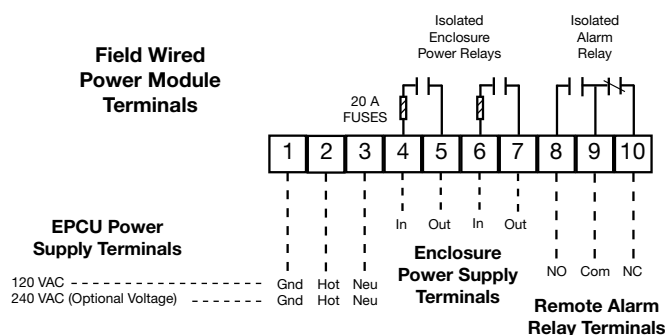 Isolated
Enclosure
Power Relays
Isolated
Alarm
Relay
Field Wired
Power Module
Terminals
20 A
FUSES
1 2 3 4 5 6 7 8 9 10
In Out In Out
EPCU Power
Supply Terminals
Enclosure
Power Supply
Terminals
NO Com NC
120 VAC Gnd Hot Neu
240 VAC (Optional Voltage) Gnd Hot Neu
Remote Alarm
Relay Terminals